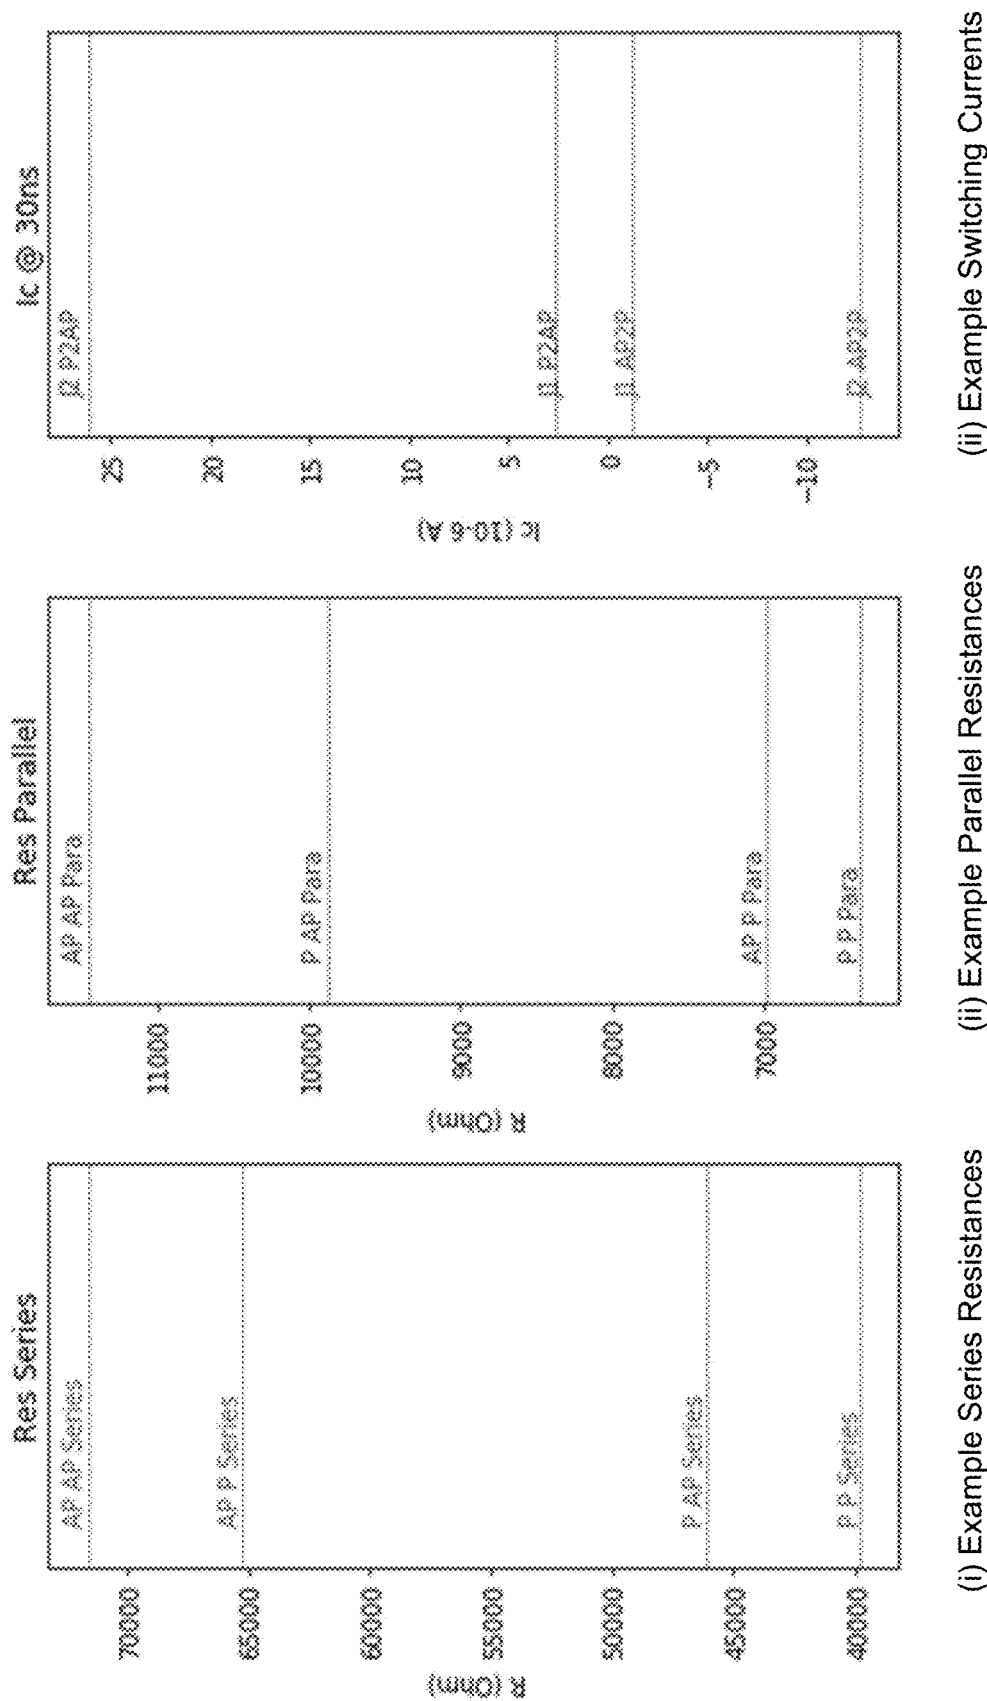 Res Series
R (Ohm)
70000
65000
60000
55000
50000
45000
40000
AP AP Series
AP P Series
P AP Series
P P Series
(i) Example Series Resistances
Res Parallel
R (Ohm)
11000
10000
9000
8000
7000
AP AP Para
P AP Para
AP P Para
P P Para
(ii) Example Parallel Resistances
Ic @ 30ns
Ic (10-6 A)
25
20
15
10
5
0
−5
−10
J2 P2AP
J1 P2AP
J1 AP2P
J2 AP2P
(ii) Example Switching Currents